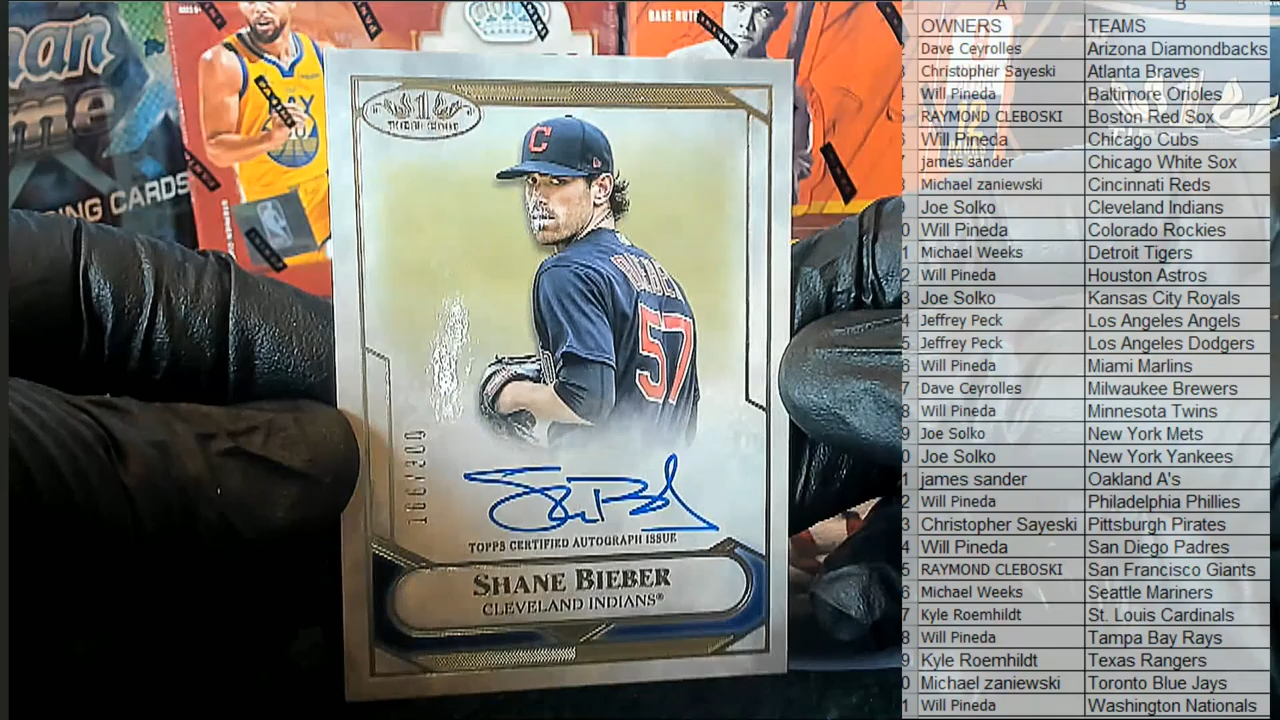 BABE RUTH
ING CARDS
1
C
BIEBER
57
166/300
TOPPS CERTIFIED AUTOGRAPH ISSUE
SHANE BIEBER
CLEVELAND INDIANS®
A B
OWNERS TEAMS
Dave Ceyrolles Arizona Diamondbacks
Christopher Sayeski Atlanta Braves
Will Pineda Baltimore Orioles
RAYMOND CLEBOSKI Boston Red Sox
Will Pineda Chicago Cubs
james sander Chicago White Sox
Michael zaniewski Cincinnati Reds
Joe Solko Cleveland Indians
Will Pineda Colorado Rockies
Michael Weeks Detroit Tigers
Will Pineda Houston Astros
Joe Solko Kansas City Royals
Jeffrey Peck Los Angeles Angels
Jeffrey Peck Los Angeles Dodgers
Will Pineda Miami Marlins
Dave Ceyrolles Milwaukee Brewers
Will Pineda Minnesota Twins
Joe Solko New York Mets
Joe Solko New York Yankees
james sander Oakland A's
Will Pineda Philadelphia Phillies
Christopher Sayeski Pittsburgh Pirates
Will Pineda San Diego Padres
RAYMOND CLEBOSKI San Francisco Giants
Michael Weeks Seattle Mariners
Kyle Roemhildt St. Louis Cardinals
Will Pineda Tampa Bay Rays
Kyle Roemhildt Texas Rangers
Michael zaniewski Toronto Blue Jays
Will Pineda Washington Nationals